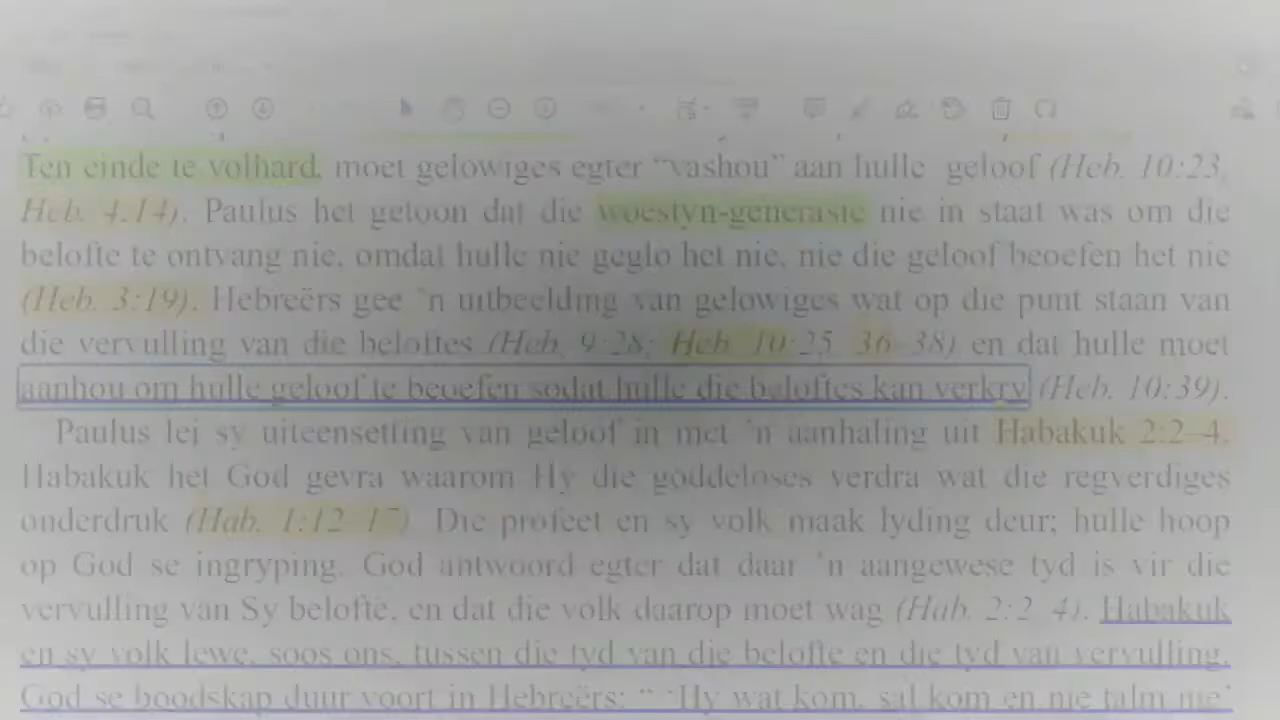 Ten einde te volhard, moet gelowiges egter “vashou” aan hulle geloof (Heb. 10:23,
Heb. 4:14). Paulus het getoon dat die woestyn-generasie nie in staat was om die
belofte te ontvang nie, omdat hulle nie geglo het nie, nie die geloof beoefen het nie
(Heb. 3:19). Hebreërs gee ’n uitbeelding van gelowiges wat op die punt staan van
die vervulling van die beloftes (Heb. 9:28; Heb. 10:25, 36–38) en dat hulle moet
aanhou om hulle geloof te beoefen sodat hulle die beloftes kan verkry (Heb. 10:39).
Paulus lei sy uiteensetting van geloof in met ’n aanhaling uit Habakuk 2:2–4.
Habakuk het God gevra waarom Hy die goddeloses verdra wat die regverdiges
onderdruk (Hab. 1:12–17). Die profeet en sy volk maak lyding deur; hulle hoop
op God se ingryping. God antwoord egter dat daar ’n aangewese tyd is vir die
vervulling van Sy belofte, en dat die volk daarop moet wag (Hab. 2:2–4). Habakuk
en sy volk lewe, soos ons, tussen die tyd van die belofte en die tyd van vervulling.
God se boodskap duur voort in Hebreërs: “ ‘Hy wat kom, sal kom en nie talm nie’